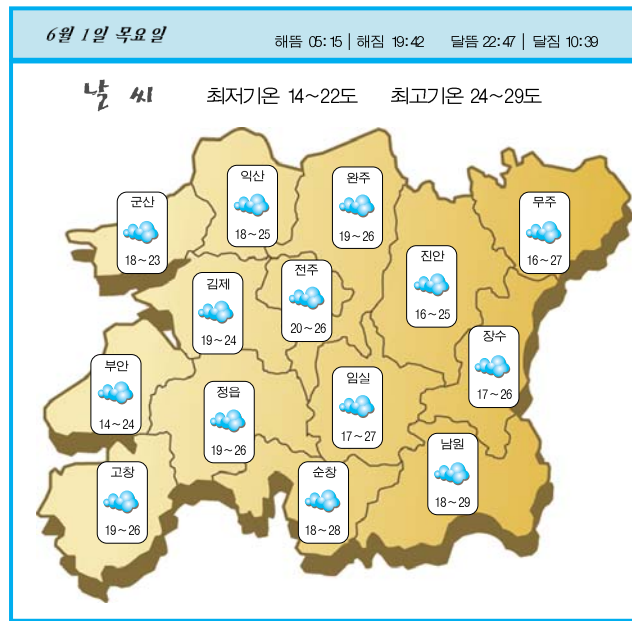 6월 1일 목요일
해뜸 05:15 | 해짐 19:42 달뜸 22:47 | 달짐 10:39
날 씨 최저기온 14~22도 최고기온 24~29도
군산
18~23
익산
18~25
완주
19~26
무주
16~27
김제
19~24
전주
20~26
진안
16~25
장수
17~26
부안
14~24
정읍
19~26
임실
17~27
남원
18~29
고창
19~26
순창
18~28